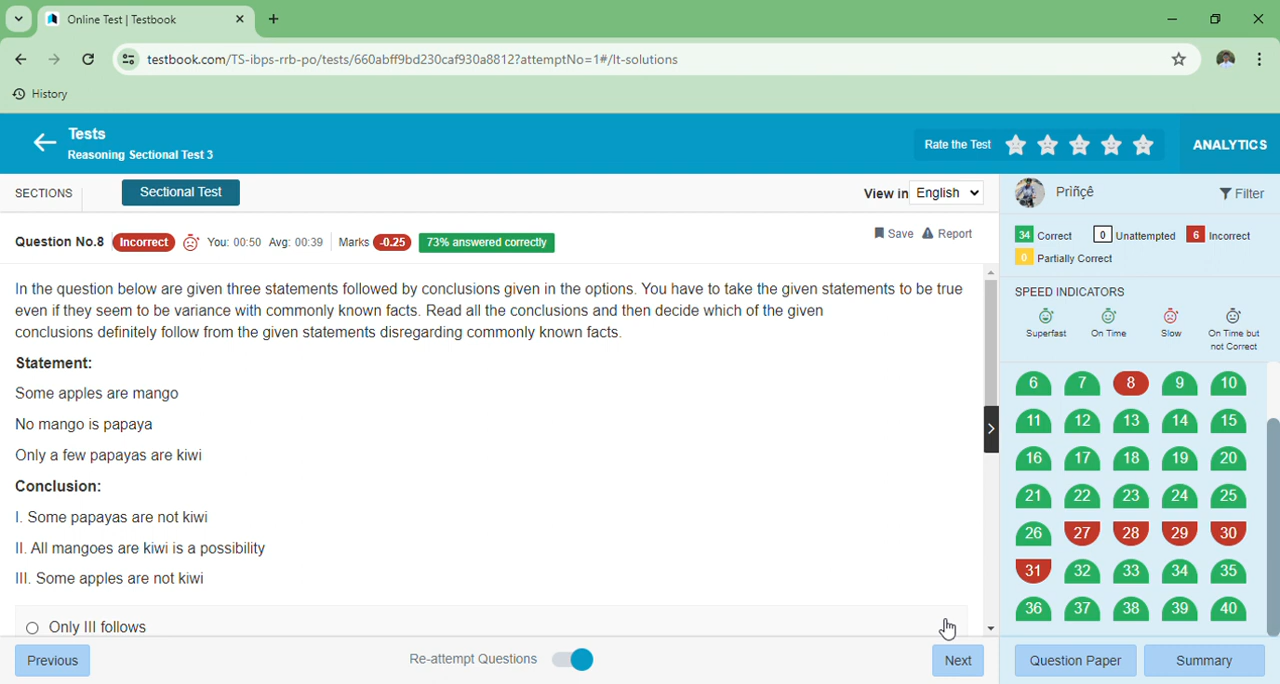 Online Test | Testbook
testbook.com/TS-ibps-rrb-po/tests/660abff9bd230caf930a8812?attemptNo=1#/lt-solutions
History
Tests
Reasoning Sectional Test 3
Rate the Test
ANALYTICS
SECTIONS
Sectional Test
View in English
Priñçê
Filter
Question No.8 Incorrect You: 00:50 Avg: 00:39 Marks -0.25 73% answered correctly
Save Report
34 Correct 0 Unattempted 6 Incorrect
0 Partially Correct
In the question below are given three statements followed by conclusions given in the options. You have to take the given statements to be true
even if they seem to be variance with commonly known facts. Read all the conclusions and then decide which of the given
conclusions definitely follow from the given statements disregarding commonly known facts.
Statement:
Some apples are mango
No mango is papaya
Only a few papayas are kiwi
Conclusion:
I. Some papayas are not kiwi
II. All mangoes are kiwi is a possibility
III. Some apples are not kiwi
Only III follows
SPEED INDICATORS
Superfast On Time Slow On Time but
not Correct
6 7 8 9 10
11 12 13 14 15
16 17 18 19 20
21 22 23 24 25
26 27 28 29 30
31 32 33 34 35
36 37 38 39 40
Previous
Re-attempt Questions
Next
Question Paper
Summary